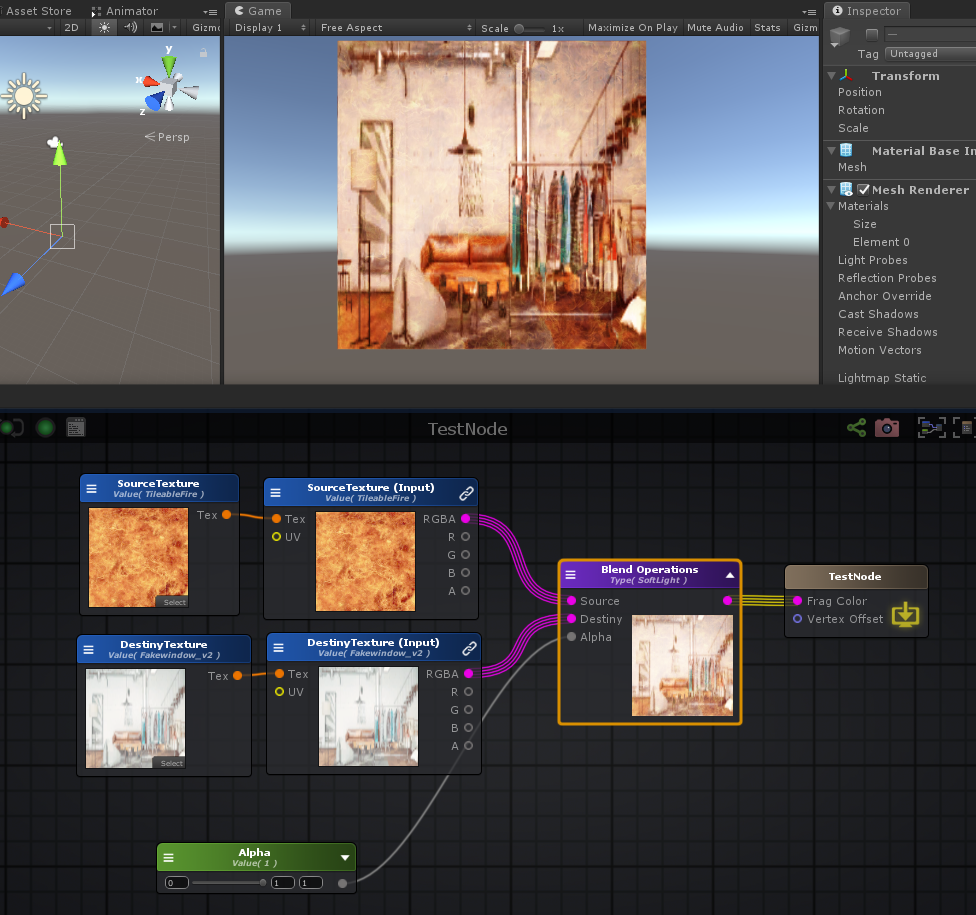 Asset Store
Animator
Game
Inspector
2D
Gizmo
Display 1
Free Aspect
Scale
1x
Maximize On Play
Mute Audio
Stats
Gizm
Tag
Untagged
y
x
z
Persp
Transform
Position
Rotation
Scale
Material Base In
Mesh
Mesh Renderer
Materials
Size
Element 0
Light Probes
Reflection Probes
Anchor Override
Cast Shadows
Receive Shadows
Motion Vectors
Lightmap Static
TestNode
SourceTexture
Value( TileableFire )
Tex
Select
SourceTexture (Input)
Value( TileableFire )
Tex
UV
RGBA
R
G
B
A
DestinyTexture
Value( Fakewindow_v2 )
Tex
Select
DestinyTexture (Input)
Value( Fakewindow_v2 )
Tex
UV
RGBA
R
G
B
A
Blend Operations
Type( SoftLight )
Source
Destiny
Alpha
TestNode
Frag Color
Vertex Offset
Alpha
Value( 1 )
0
1
1